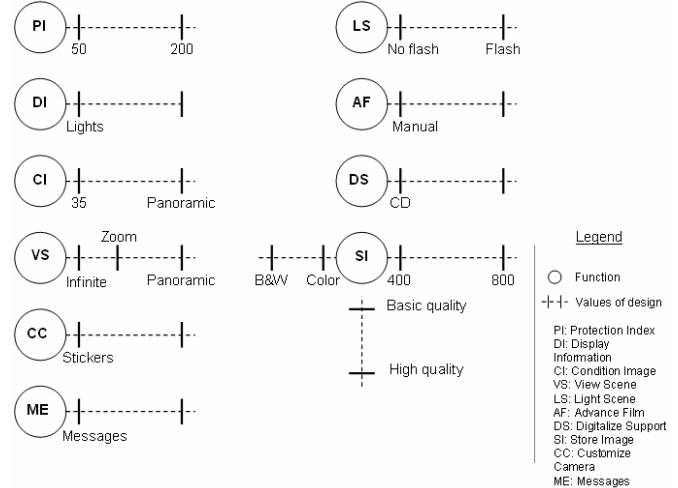 PI
50
200
DI
Lights
CI
35
Panoramic
VS
Zoom
Infinite
Panoramic
CC
Stickers
ME
Messages
LS
No flash
Flash
AF
Manual
DS
CD
SI
B&W
Color
400
800
Basic quality
High quality
Legend
Function
Values of design
PI: Protection Index
DI: Display
Information
CI: Condition Image
VS: View Scene
LS: Light Scene
AF: Advance Film
DS: Digitalize Support
SI: Store Image
CC: Customize
Camera
ME: Messages